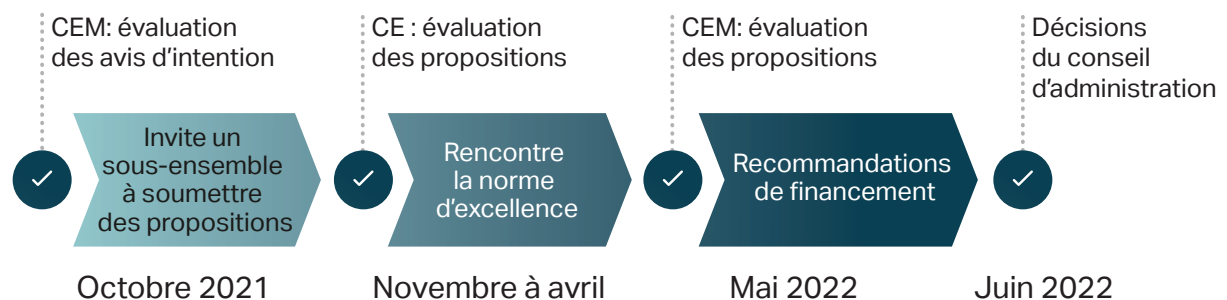 CEM: évaluation
des avis d’intention
CE : évaluation
des propositions
CEM: évaluation
des propositions
Décisions
du conseil
d’administration
Invite un
sous-ensemble
à soumettre
des propositions
Rencontre
la norme
d'excellence
Recommandations
de financement
Octobre 2021
Novembre à avril
Mai 2022
Juin 2022